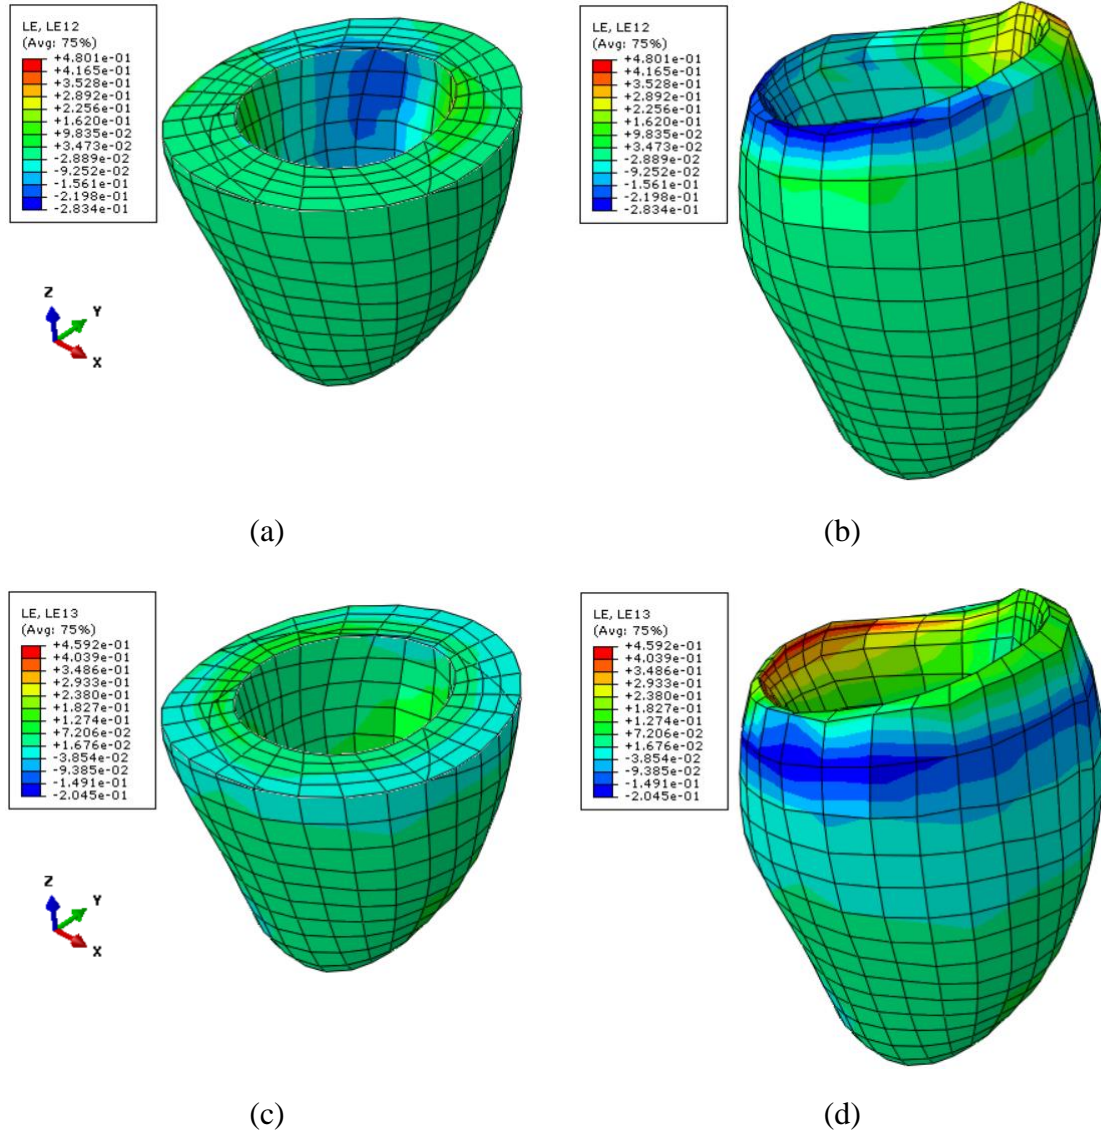 LE, LE12
(Avg: 75%)
+4.801e-01
+4.165e-01
+3.528e-01
+2.892e-01
+2.256e-01
+1.620e-01
+9.835e-02
+3.473e-02
-2.889e-02
-9.252e-02
-1.561e-01
-2.198e-01
-2.834e-01
Z
Y
X
(a)
LE, LE12
(Avg: 75%)
+4.801e-01
+4.165e-01
+3.528e-01
+2.892e-01
+2.256e-01
+1.620e-01
+9.835e-02
+3.473e-02
-2.889e-02
-9.252e-02
-1.561e-01
-2.198e-01
-2.834e-01
(b)
LE, LE13
(Avg: 75%)
+4.592e-01
+4.039e-01
+3.486e-01
+2.933e-01
+2.380e-01
+1.827e-01
+1.274e-01
+7.206e-02
+1.676e-02
-3.854e-02
-9.385e-02
-1.491e-01
-2.045e-01
Z
Y
X
(c)
LE, LE13
(Avg: 75%)
+4.592e-01
+4.039e-01
+3.486e-01
+2.933e-01
+2.380e-01
+1.827e-01
+1.274e-01
+7.206e-02
+1.676e-02
-3.854e-02
-9.385e-02
-1.491e-01
-2.045e-01
(d)